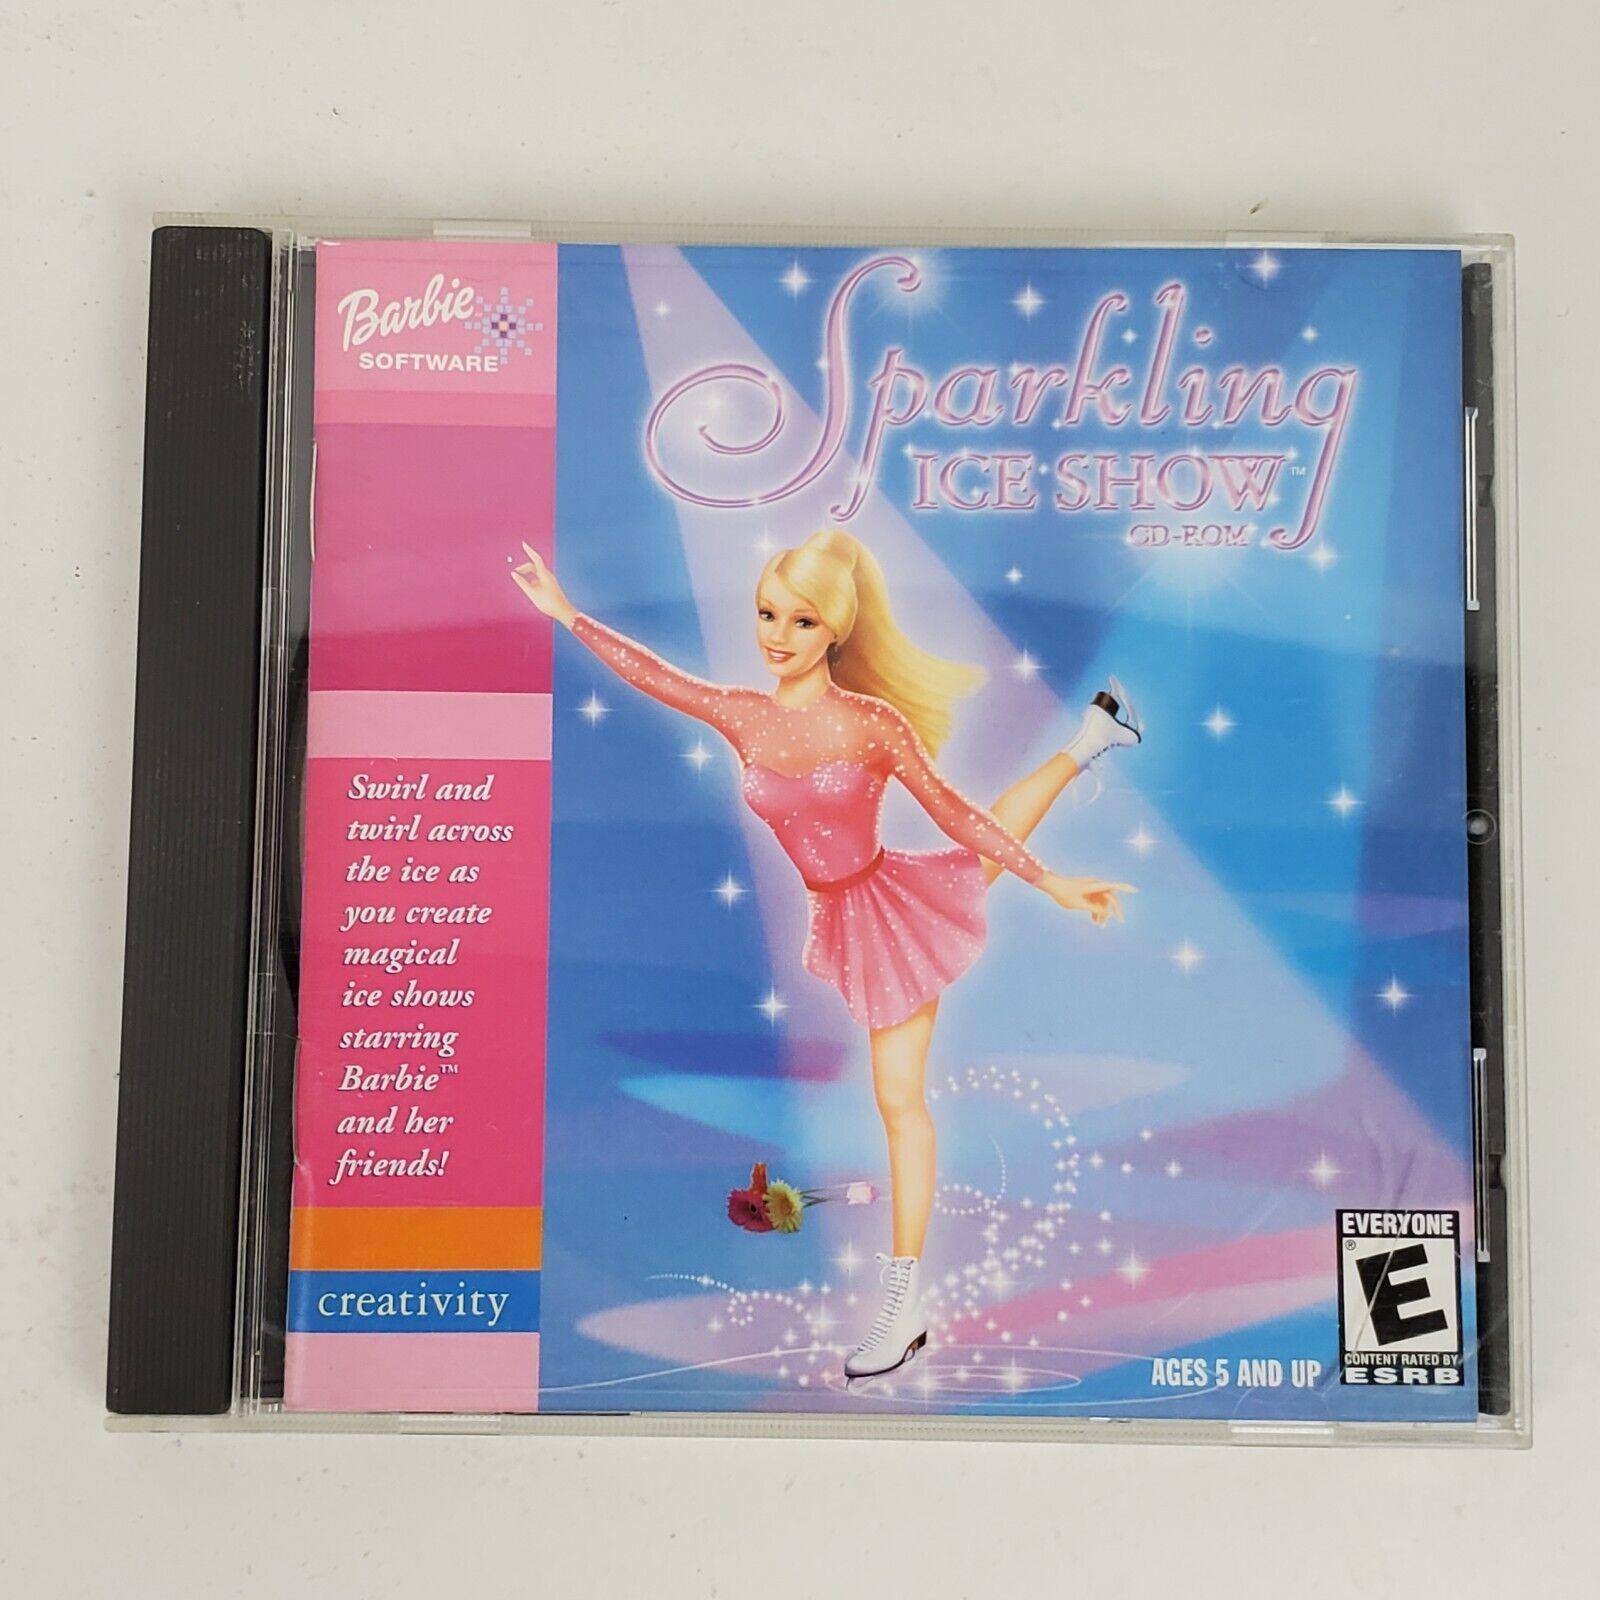 Barbie™
SOFTWARE
Sparkling
ICE SHOW™
CD-ROM
Swirl and
twirl across
the ice as
you create
magical
ice shows
starring
Barbie™
and her
friends!
creativity
AGES 5 AND UP
EVERYONE
E®
CONTENT RATED BY
ESRB